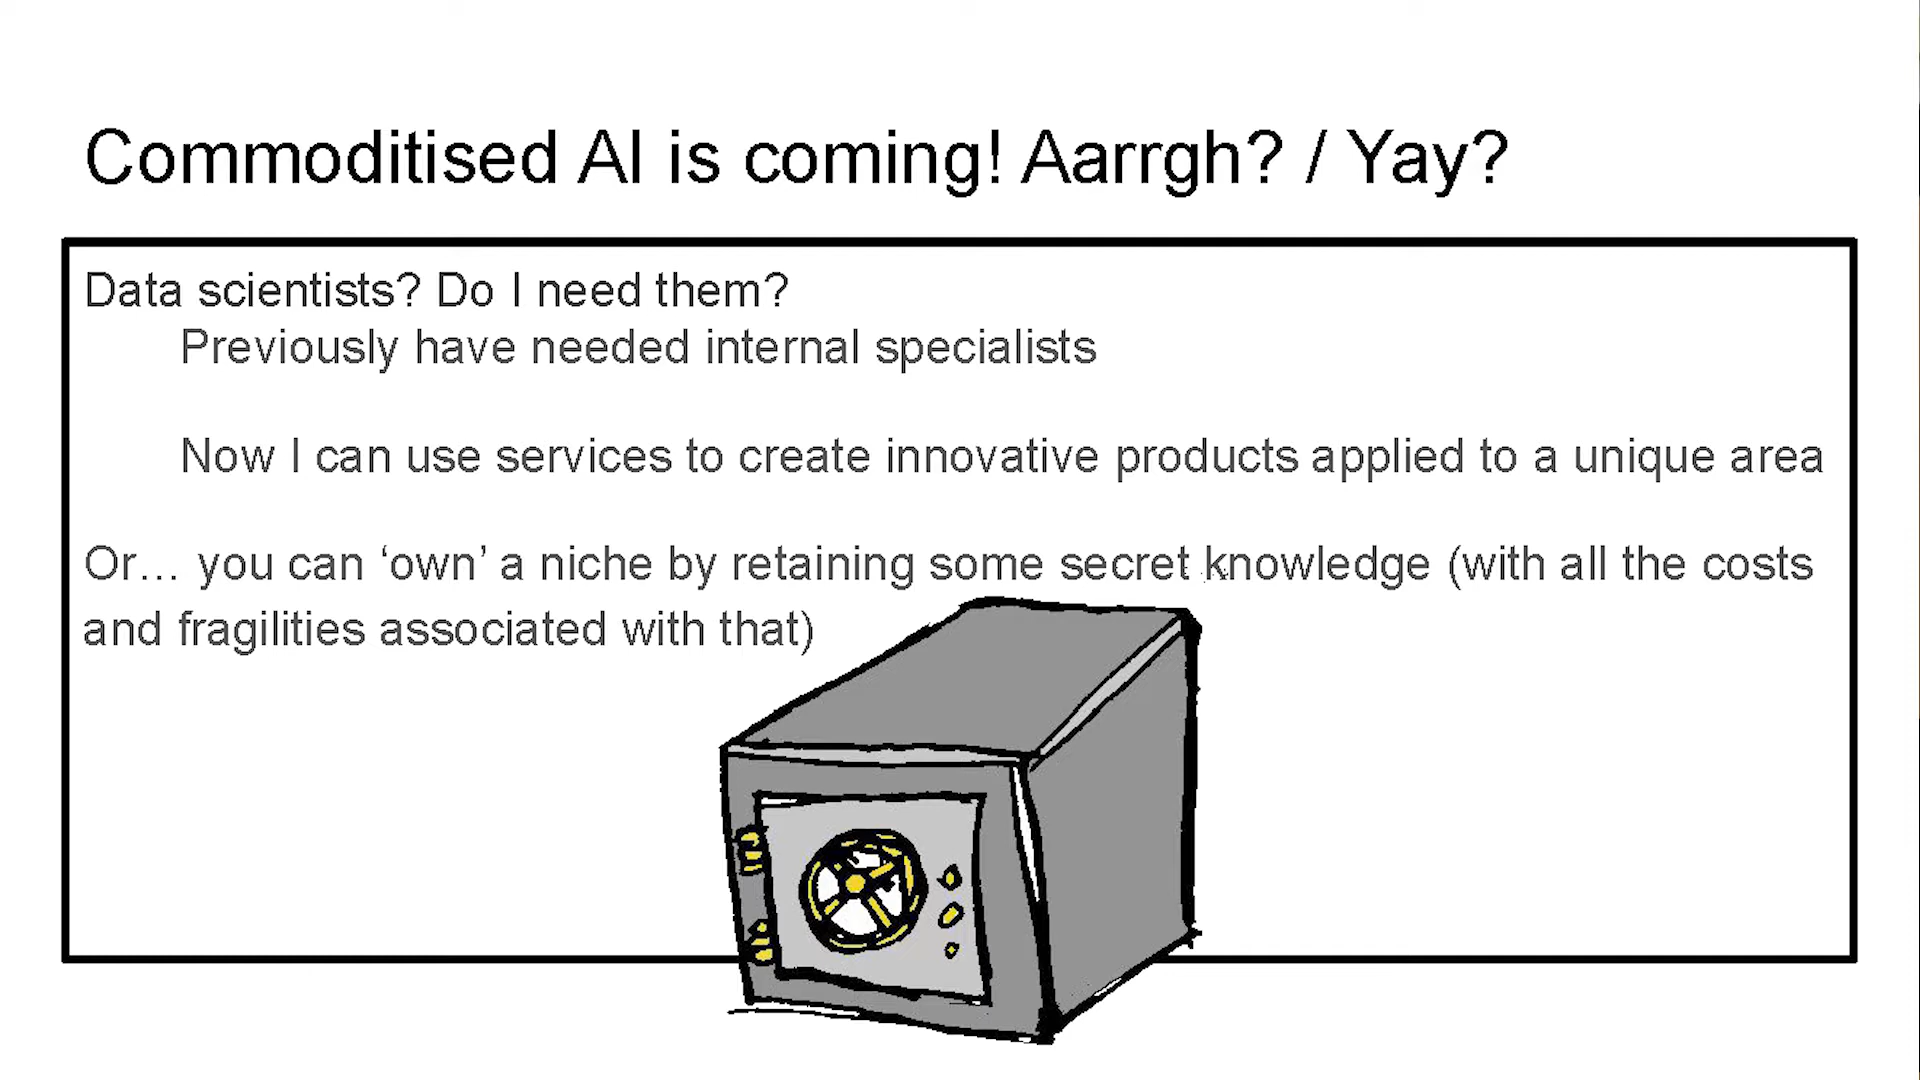 Commoditised AI is coming! Aarrgh? / Yay?
Data scientists? Do I need them?
Previously have needed internal specialists
Now I can use services to create innovative products applied to a unique area
Or… you can ‘own’ a niche by retaining some secret knowledge (with all the costs
and fragilities associated with that)